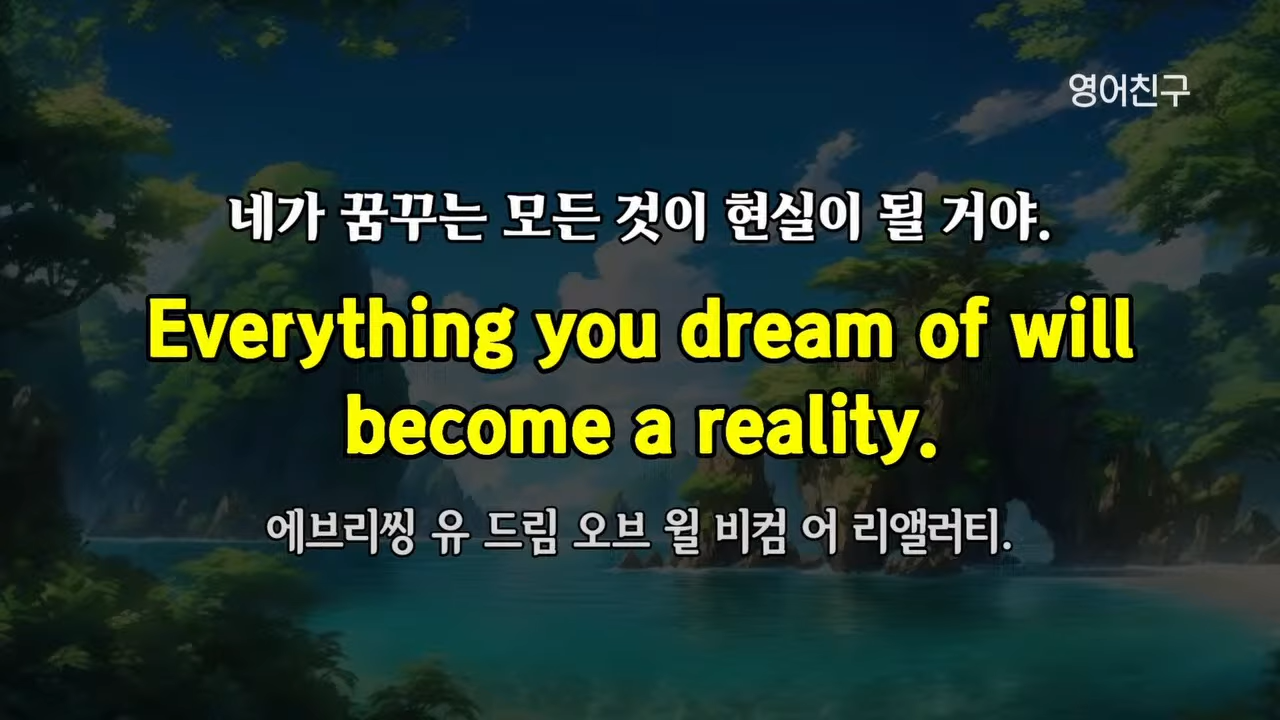 영어친구
네가 꿈꾸는 모든 것이 현실이 될 거야.
Everything you dream of will
become a reality.
에브리씽 유 드림 오브 윌 비컴 어 리앨러티.